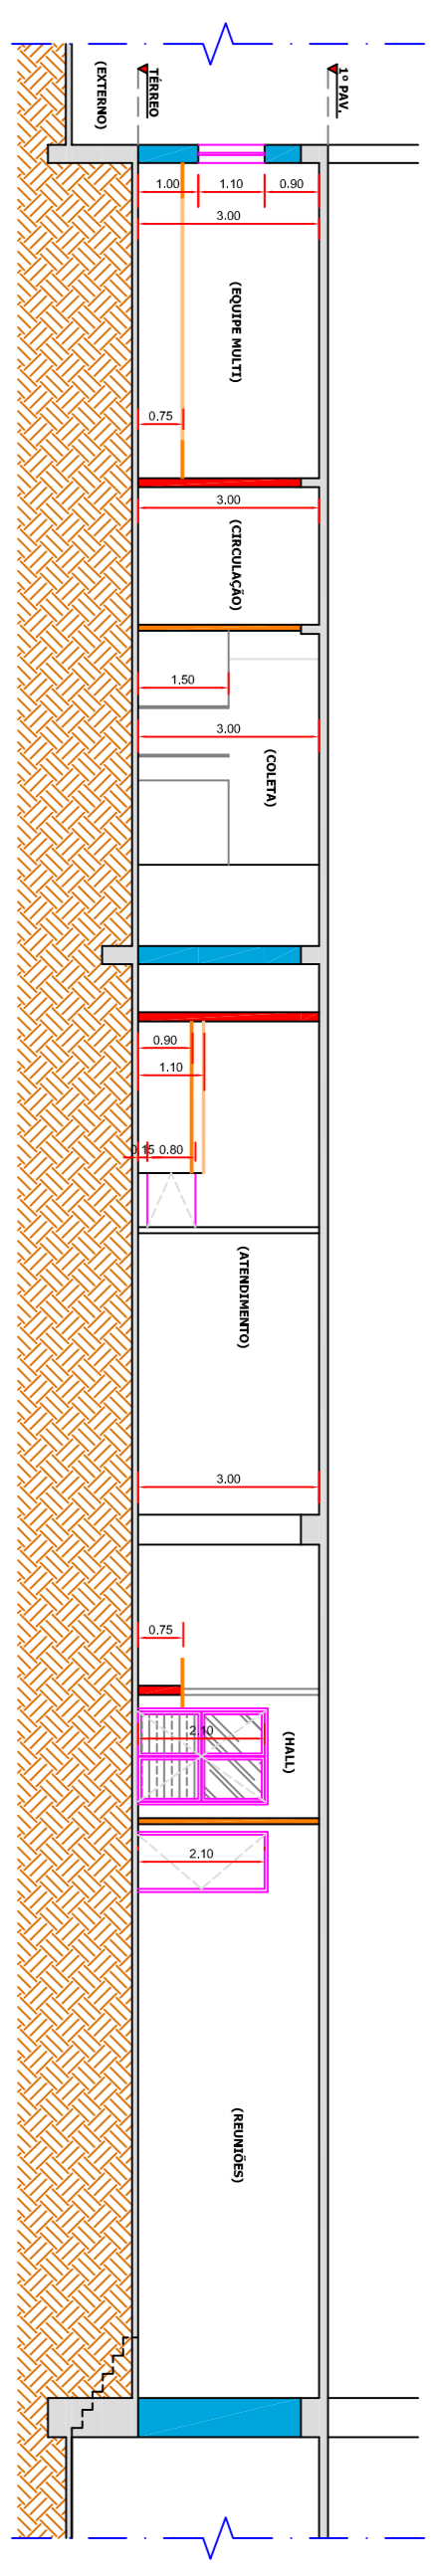 (EXTERNO)
TÉRREO
1º PAV.
1.00
1.10
0.90
3.00
(EQUIPE MULTI)
0.75
3.00
(CIRCULAÇÃO)
1.50
3.00
(COLETA)
0.90
1.10
0.15
0.80
(ATENDIMENTO)
3.00
0.75
2.10
(HALL)
2.10
(REUNIÕES)